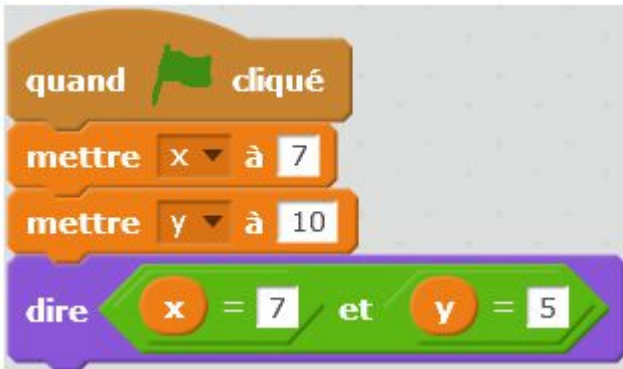 quand cliqué
mettre x à 7
mettre y à 10
dire x = 7 et y = 5